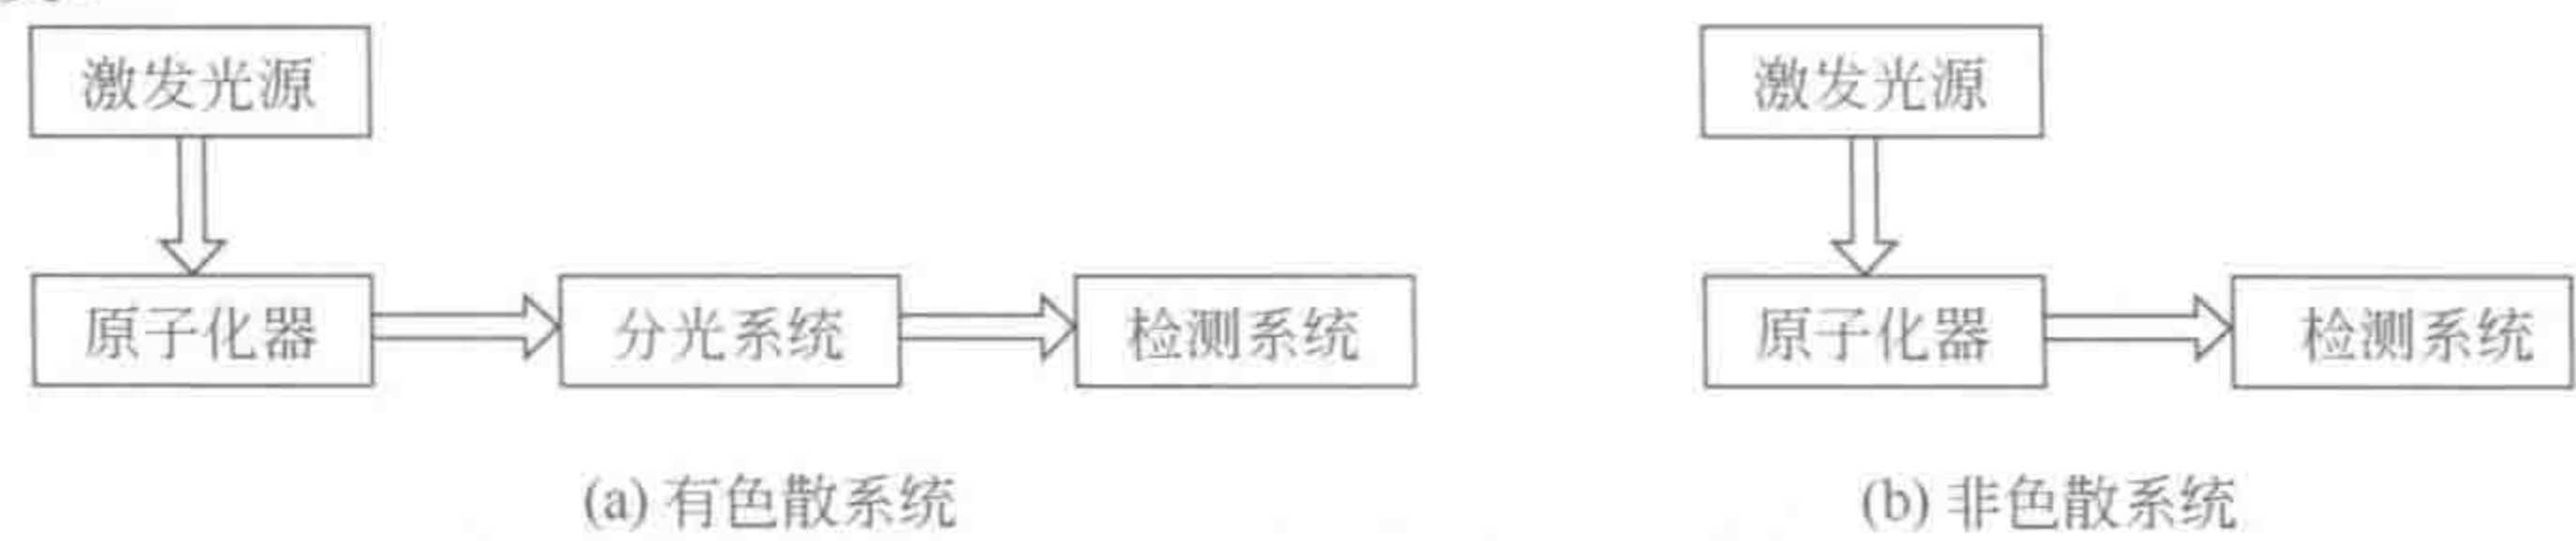 激发光源
激发光源
原子化器
分光系统
检测系统
原子化器
检测系统
(a) 有色散系统
(b) 非色散系统